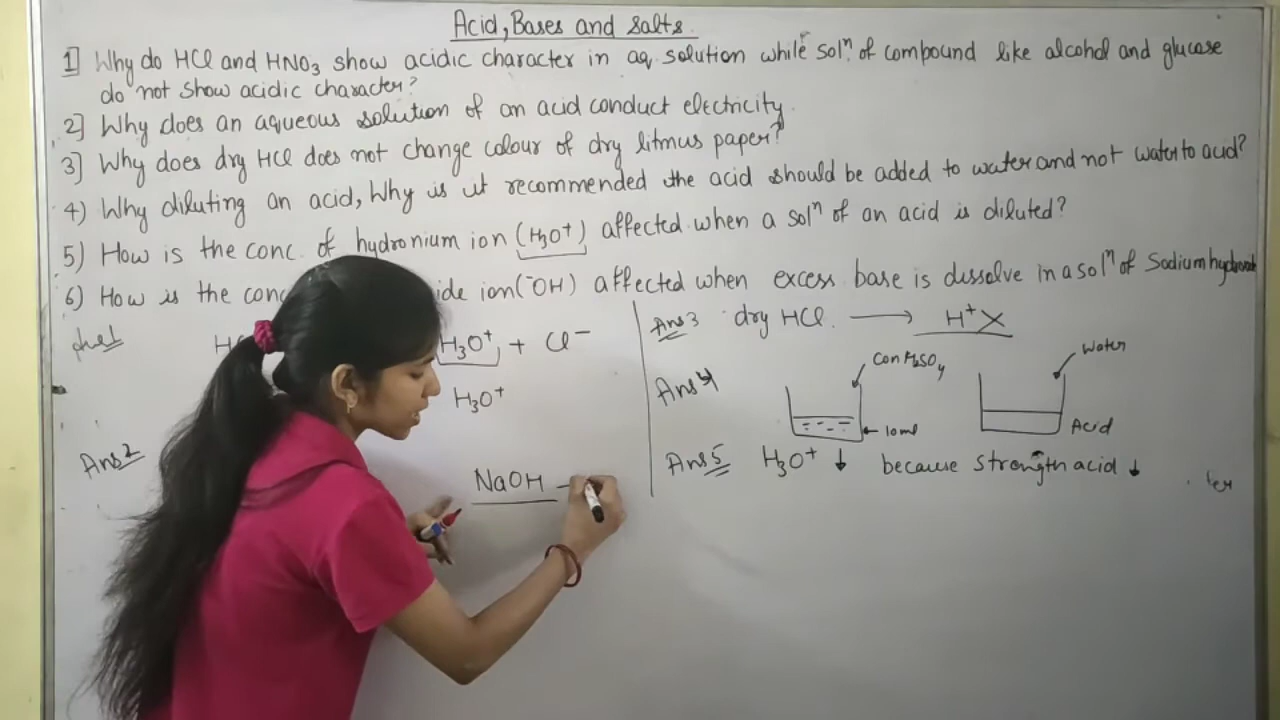 Acid, Bases and Salts.
1] Why do HCl and HNO₃ show acidic character in aq. solution while solⁿ. of compound like alcohol and glucose
do not show acidic character?
2] Why does an aqueous solution of an acid conduct electricity.
3] Why does dry HCl does not change colour of dry litmus paper?
4) Why diluting an acid, Why is it recommended the acid should be added to water and not water to acid?
5) How is the conc. of hydronium ion (H₃O⁺) affected when a solⁿ of an acid is diluted?
6) How is the conc ide ion (⁻OH) affected when excess base is dissolve in a solⁿ of Sodium
H₃O⁺ + Cl⁻
H₃O⁺
Ans2
NaOH
Ans3 dry HCl. → H⁺ X
Ans4
Con H₂SO₄
Water
10ml
Acid
Ans5 H₃O⁺ ↓ because strength acid ↓